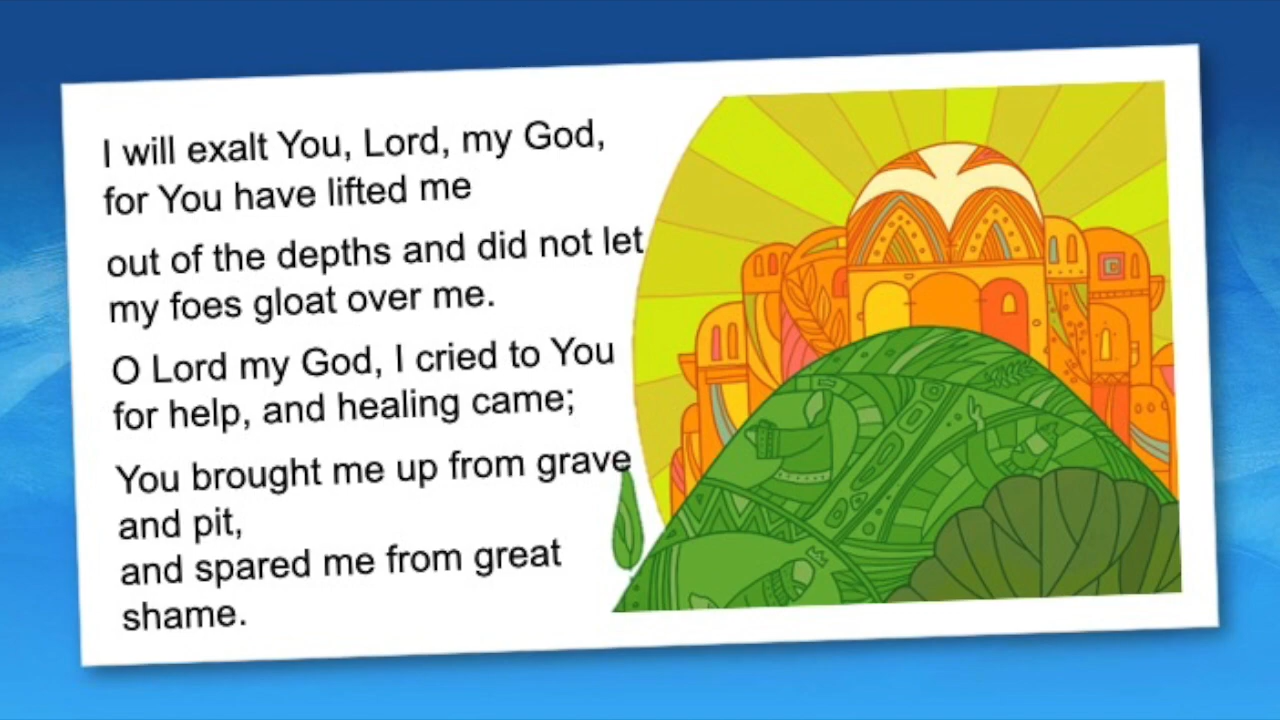 I will exalt You, Lord, my God,
for You have lifted me
out of the depths and did not let
my foes gloat over me.
O Lord my God, I cried to You
for help, and healing came;
You brought me up from grave
and pit,
and spared me from great
shame.